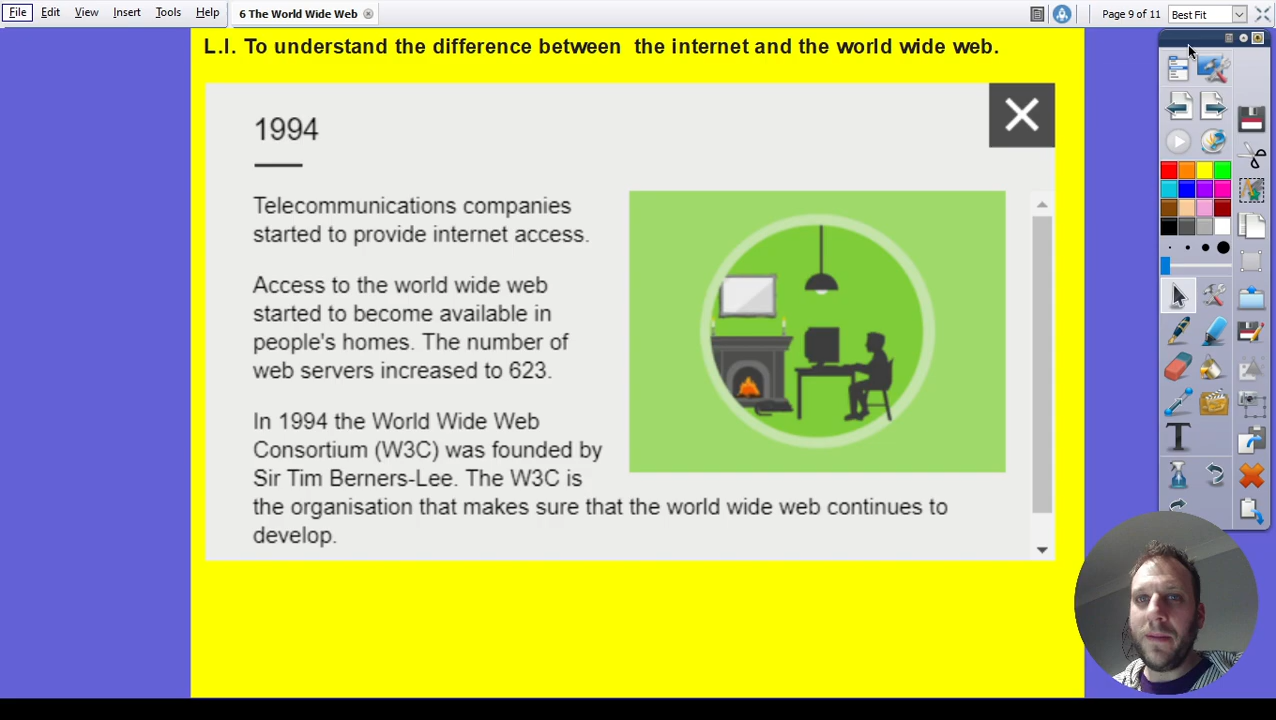 File Edit View Insert Tools Help 6 The World Wide Web Page 9 of 11 Best Fit
L.I. To understand the difference between  the internet and the world wide web.
1994
Telecommunications companies
started to provide internet access.
Access to the world wide web
started to become available in
people's homes. The number of
web servers increased to 623.
In 1994 the World Wide Web
Consortium (W3C) was founded by
Sir Tim Berners-Lee. The W3C is
the organisation that makes sure that the world wide web continues to
develop.
T